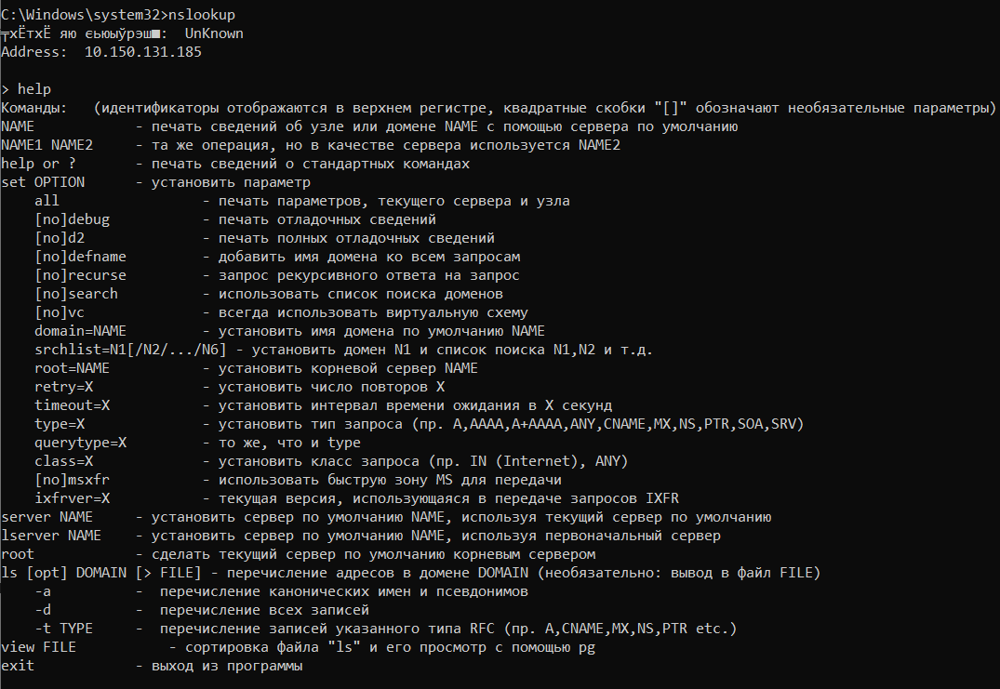 C:\Windows\system32>nslookup
╤хЁтхЁ яю єьюыўрэш■:  UnKnown
Address:  10.150.131.185
> help
Команды:   (идентификаторы отображаются в верхнем регистре, квадратные скобки "[]" обозначают необязательные параметры)
NAME            - печать сведений об узле или домене NAME с помощью сервера по умолчанию
NAME1 NAME2     - та же операция, но в качестве сервера используется NAME2
help or ?       - печать сведений о стандартных командах
set OPTION      - установить параметр
    all                 - печать параметров, текущего сервера и узла
    [no]debug           - печать отладочных сведений
    [no]d2              - печать полных отладочных сведений
    [no]defname         - добавить имя домена ко всем запросам
    [no]recurse         - запрос рекурсивного ответа на запрос
    [no]search          - использовать список поиска доменов
    [no]vc              - всегда использовать виртуальную схему
    domain=NAME         - установить имя домена по умолчанию NAME
    srchlist=N1[/N2/.../N6] - установить домен N1 и список поиска N1,N2 и т.д.
    root=NAME           - установить корневой сервер NAME
    retry=X             - установить число повторов X
    timeout=X           - установить интервал времени ожидания в X секунд
    type=X              - установить тип запроса (пр. A,AAAA,A+AAAA,ANY,CNAME,MX,NS,PTR,SOA,SRV)
    querytype=X         - то же, что и type
    class=X             - установить класс запроса (пр. IN (Internet), ANY)
    [no]msxfr           - использовать быструю зону MS для передачи
    ixfrver=X           - текущая версия, использующаяся в передаче запросов IXFR
server NAME     - установить сервер по умолчанию NAME, используя текущий сервер по умолчанию
lserver NAME    - установить сервер по умолчанию NAME, используя первоначальный сервер
root            - сделать текущий сервер по умолчанию корневым сервером
ls [opt] DOMAIN [> FILE] - перечисление адресов в домене DOMAIN (необязательно: вывод в файл FILE)
    -a          -  перечисление канонических имен и псевдонимов
    -d          -  перечисление всех записей
    -t TYPE     -  перечисление записей указанного типа RFC (пр. A,CNAME,MX,NS,PTR etc.)
view FILE           - сортировка файла "ls" и его просмотр с помощью pg
exit            - выход из программы